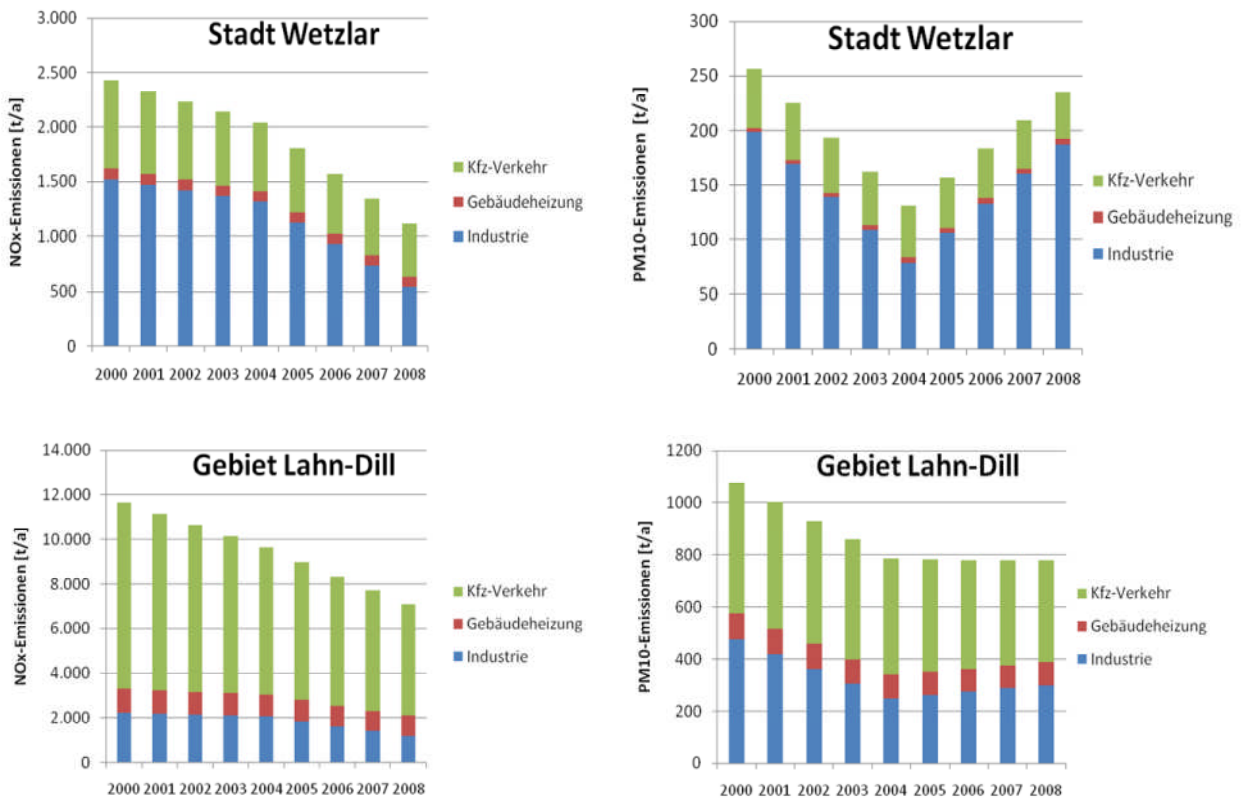 Stadt Wetzlar
NOx-Emissionen [t/a]
3.000
2.500
2.000
1.500
1.000
500
0
2000 2001 2002 2003 2004 2005 2006 2007 2008
Kfz-Verkehr
Gebäudeheizung
Industrie
Stadt Wetzlar
PM10-Emissionen [t/a]
300
250
200
150
100
50
0
2000 2001 2002 2003 2004 2005 2006 2007 2008
Kfz-Verkehr
Gebäudeheizung
Industrie
Gebiet Lahn-Dill
NOx-Emissionen [t/a]
14.000
12.000
10.000
8.000
6.000
4.000
2.000
0
2000 2001 2002 2003 2004 2005 2006 2007 2008
Kfz-Verkehr
Gebäudeheizung
Industrie
Gebiet Lahn-Dill
PM10-Emissionen [t/a]
1200
1000
800
600
400
200
0
2000 2001 2002 2003 2004 2005 2006 2007 2008
Kfz-Verkehr
Gebäudeheizung
Industrie